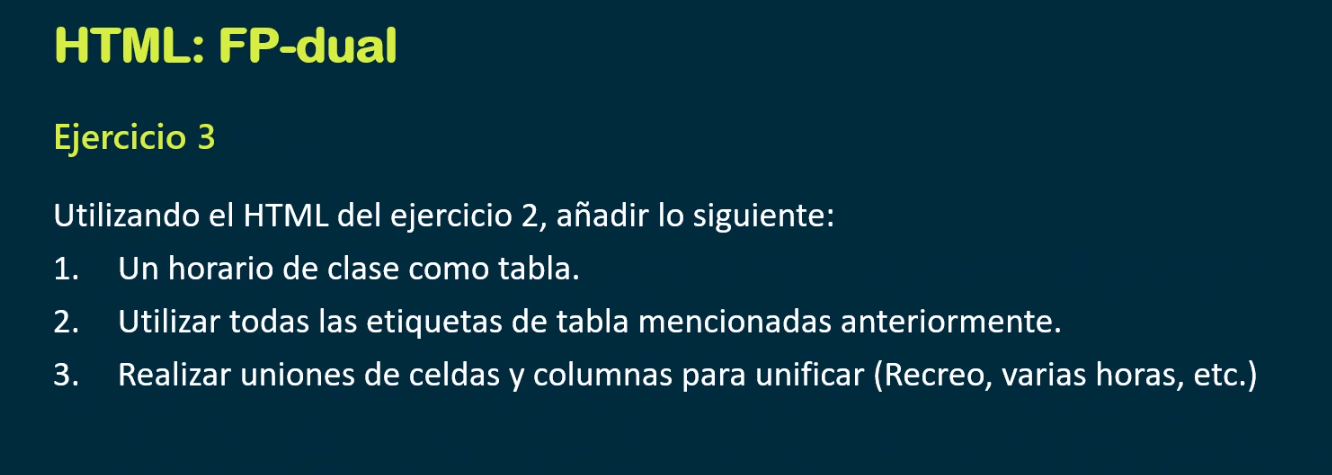 HTML: FP-dual
Ejercicio 3
Utilizando el HTML del ejercicio 2, añadir lo siguiente:
1. Un horario de clase como tabla.
2. Utilizar todas las etiquetas de tabla mencionadas anteriormente.
3. Realizar uniones de celdas y columnas para unificar (Recreo, varias horas, etc.)